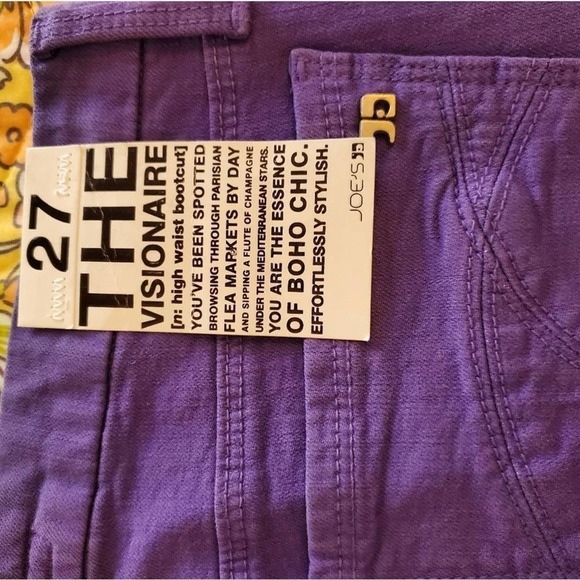 27
THE
VISIONAIRE
[n: high waist bootcut]
YOU'VE BEEN SPOTTED
BROWSING THROUGH PARISIAN
FLEA MARKETS BY DAY
AND SIPPING A FLUTE OF CHAMPAGNE
UNDER THE MEDITERRANEAN STARS.
YOU ARE THE ESSENCE
OF BOHO CHIC.
EFFORTLESSLY STYLISH.
JOE'S